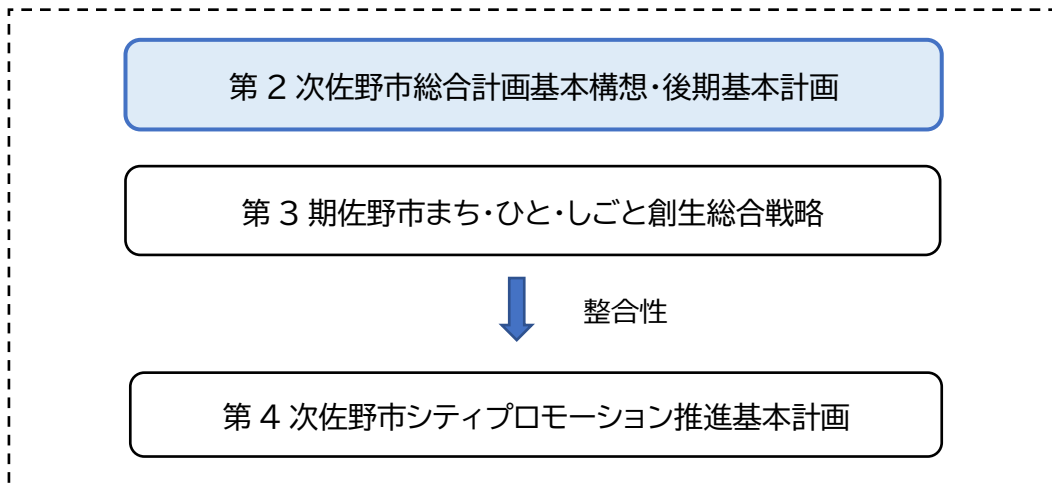 第 2 次佐野市総合計画基本構想・後期基本計画
第 3 期佐野市まち・ひと・しごと創生総合戦略
整合性
第 4 次佐野市シティプロモーション推進基本計画